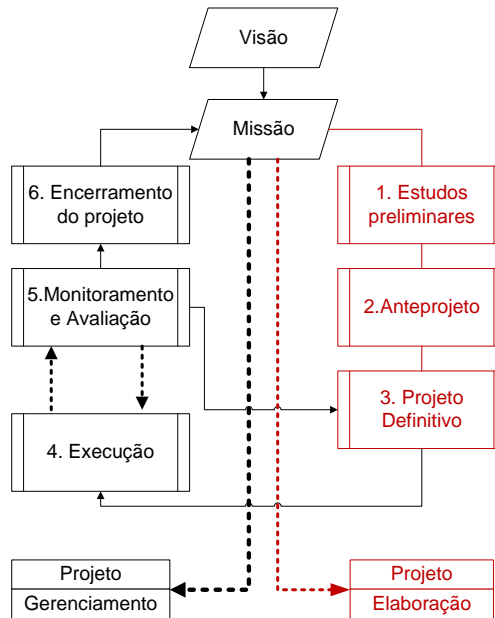 Visão
Missão
6. Encerramento
do projeto
1. Estudos
preliminares
5.Monitoramento
e Avaliação
2.Anteprojeto
3. Projeto
Definitivo
4. Execução
Projeto
Gerenciamento
Projeto
Elaboração